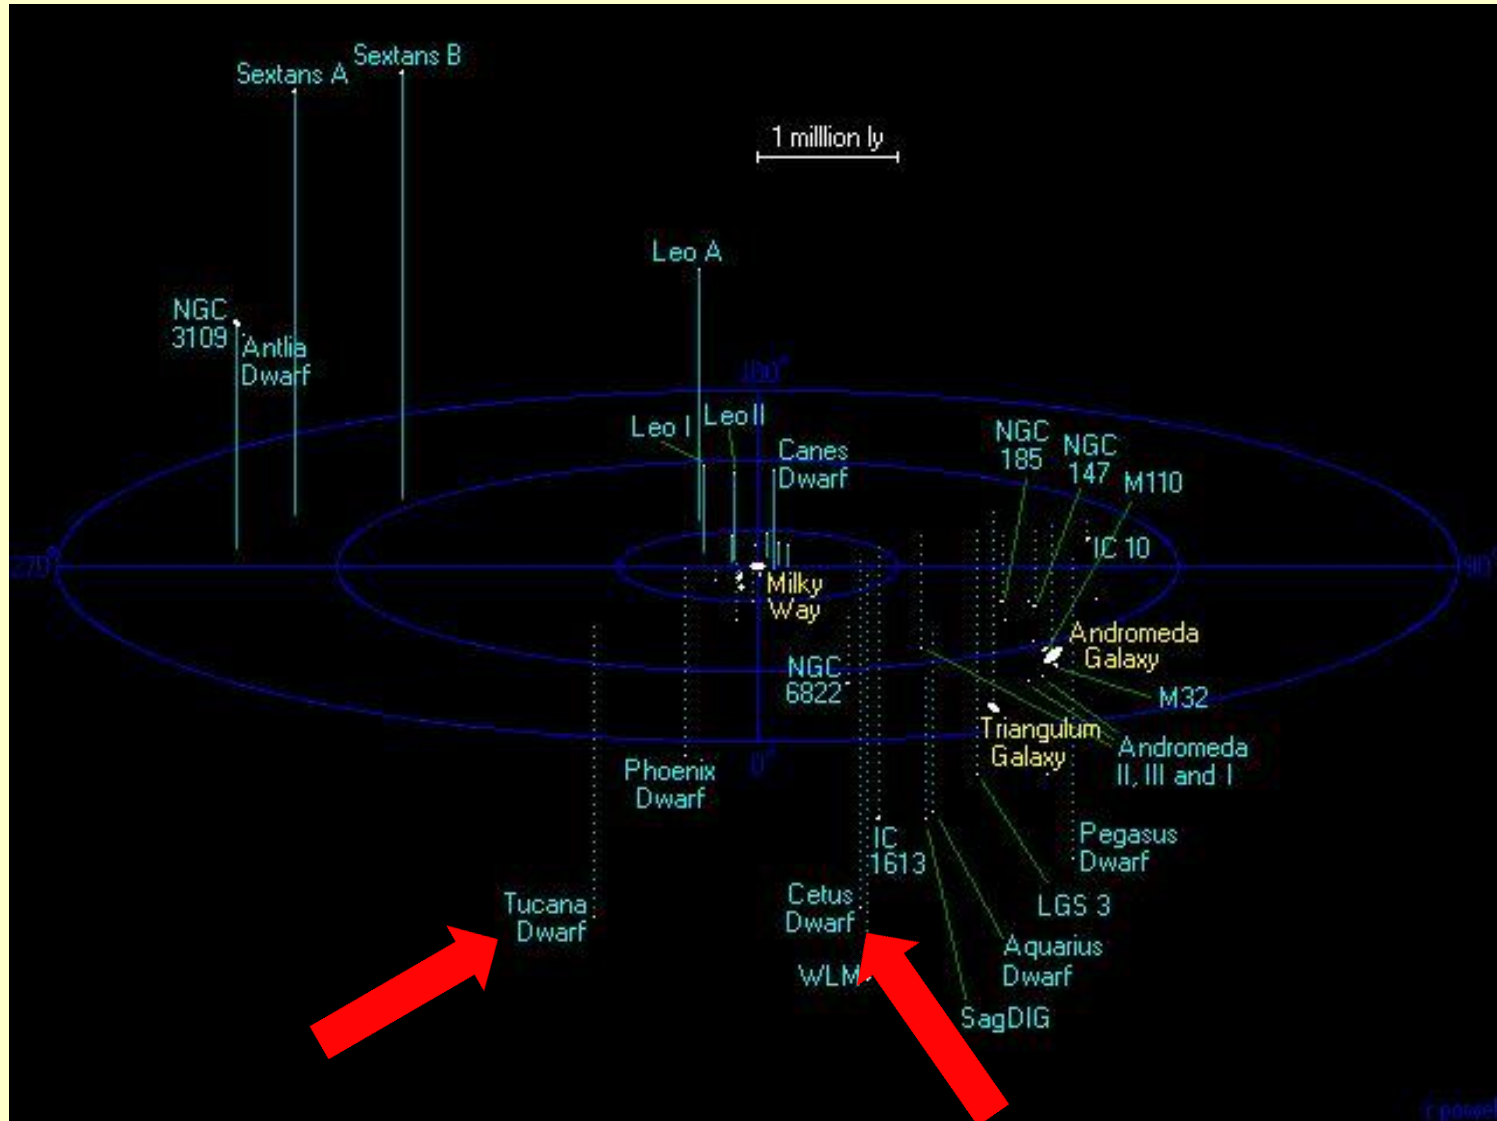 Sextans B
Sextans A
1 milllion ly
Leo A
NGC
3109
Antlia
Dwarf
180°
Leo I
Leo II
Canes
Dwarf
NGC
185
NGC
147
M110
IC 10
270°
90°
Milky
Way
Andromeda
Galaxy
NGC
6822
M32
Triangulum
Galaxy
Andromeda
II, III and I
0°
Phoenix
Dwarf
IC
1613
Pegasus
Dwarf
Tucana
Dwarf
Cetus
Dwarf
LGS 3
Aquarius
Dwarf
WLM
SagDIG
r powel